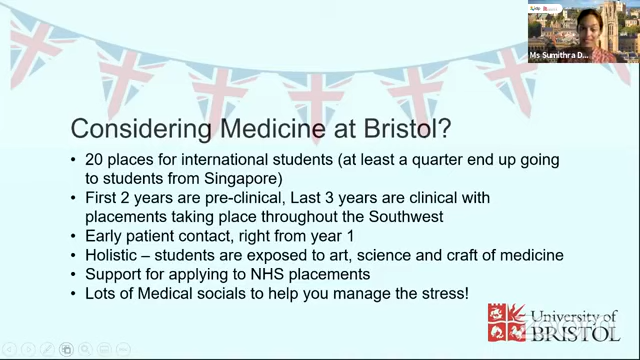 Ms Sumithra D...
Considering Medicine at Bristol?
• 20 places for international students (at least a quarter end up going
to students from Singapore)
• First 2 years are pre-clinical, Last 3 years are clinical with
placements taking place throughout the Southwest
• Early patient contact, right from year 1
• Holistic – students are exposed to art, science and craft of medicine
• Support for applying to NHS placements
• Lots of Medical socials to help you manage the stress!
University of
BRISTOL